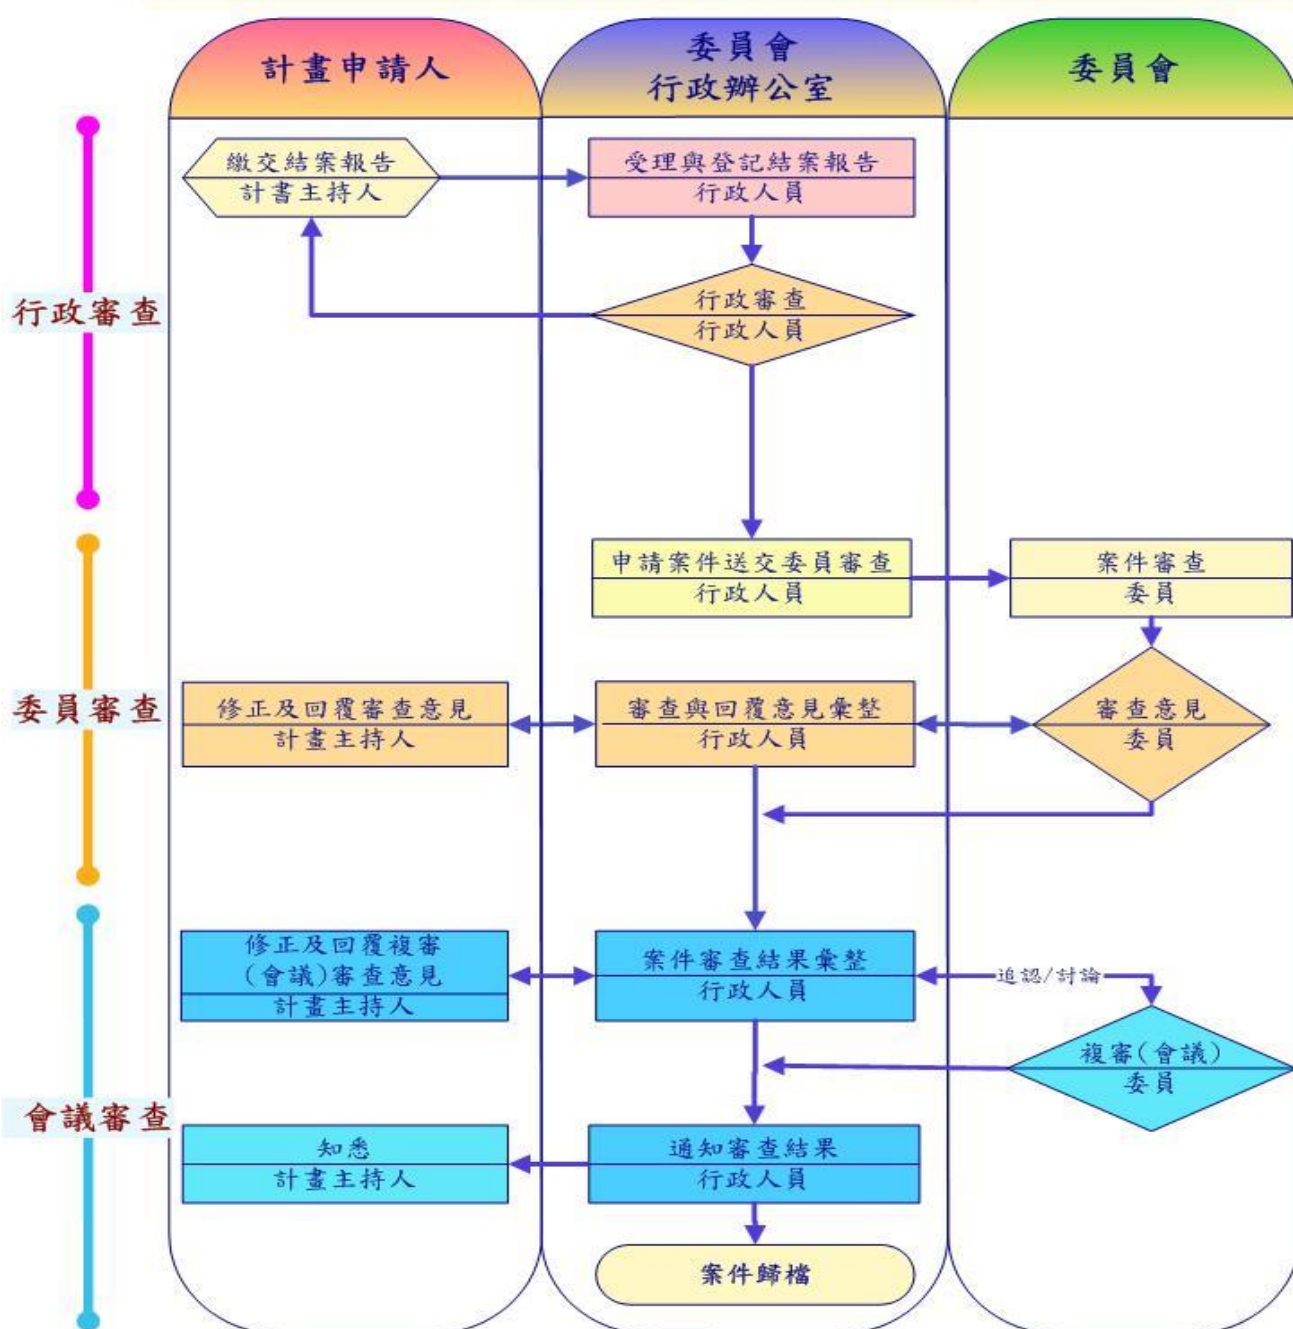 計畫申請人
委員會
行政辦公室
委員會
繳交結案報告
計書主持人
受理與登記結案報告
行政人員
行政審查
行政審查
行政人員
申請案件送交委員審查
行政人員
案件審查
委員
委員審查
修正及回覆審查意見
計畫主持人
審查與回覆意見彙整
行政人員
審查意見
委員
修正及回覆複審
(會議)審查意見
計畫主持人
案件審查結果彙整
行政人員
追認/討論
複審(會議)
委員
會議審查
知悉
計畫主持人
通知審查結果
行政人員
案件歸檔